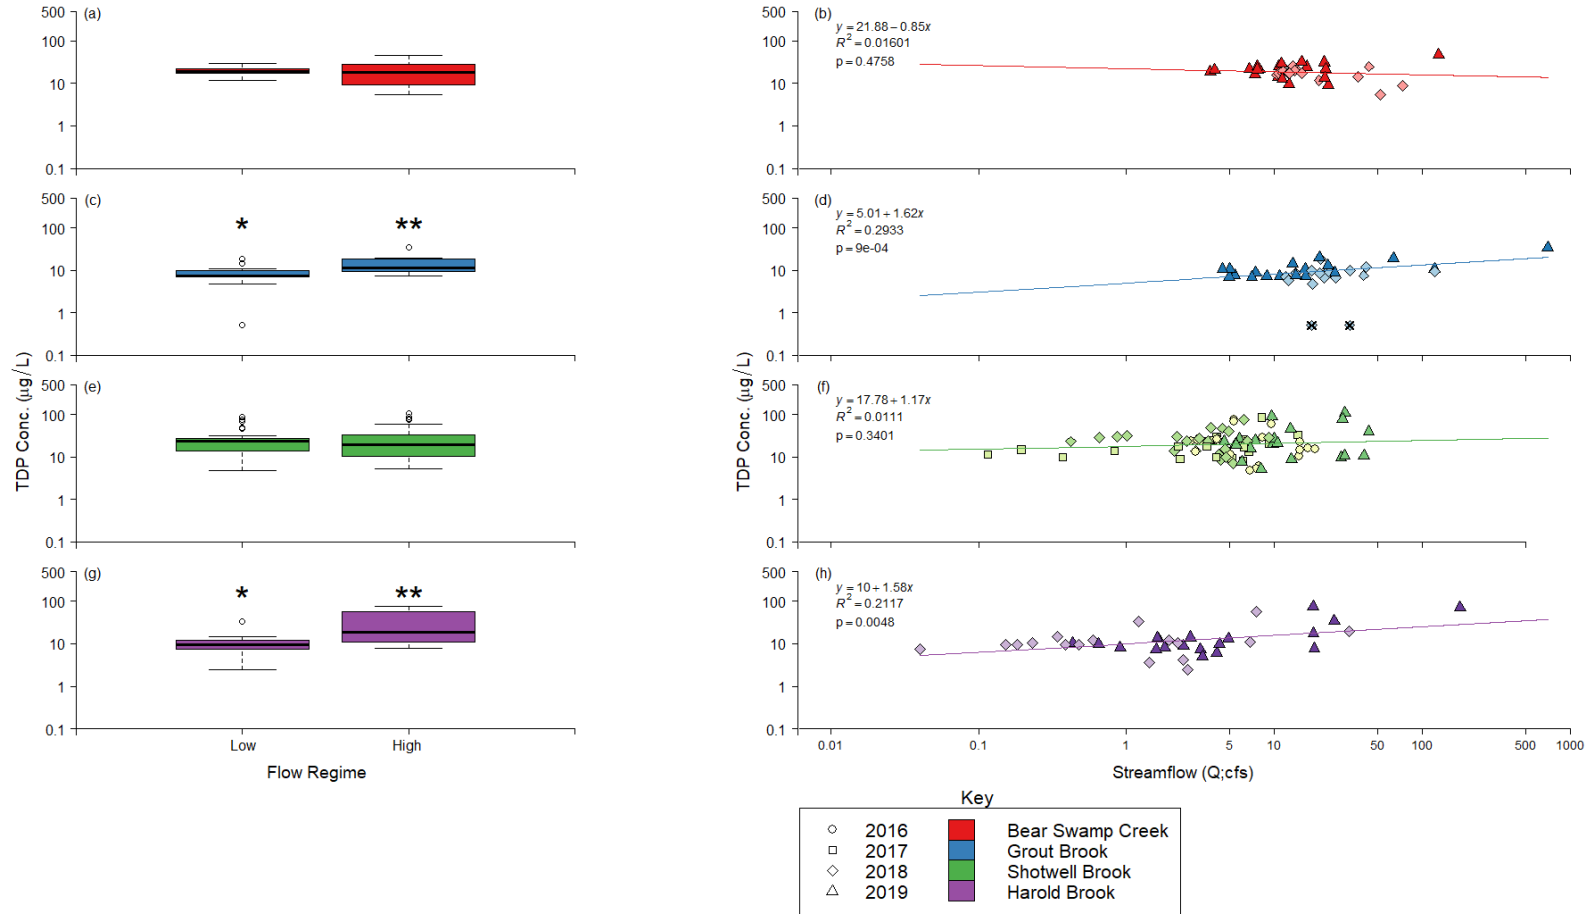 (a)
500
100
10
1
0.1
(b)
500
100
10
1
0.1
y = 21.88 − 0.85x
R² = 0.01601
p = 0.4758
(c)
500
100
10
1
0.1
* **
(d)
500
100
10
1
0.1
y = 5.01 + 1.62x
R² = 0.2933
p = 9e-04
TDP Conc. (μg/L)
TDP Conc. (μg/L)
(e)
500
100
10
1
0.1
(f)
500
100
10
1
0.1
y = 17.78 + 1.17x
R² = 0.0111
p = 0.3401
(g)
500
100
10
1
0.1
* **
Low High
Flow Regime
(h)
500
100
10
1
0.1
y = 10 + 1.58x
R² = 0.2117
p = 0.0048
0.01 0.1 1 5 10 50 100 500 1000
Streamflow (Q;cfs)
Key
2016 Bear Swamp Creek
2017 Grout Brook
2018 Shotwell Brook
2019 Harold Brook